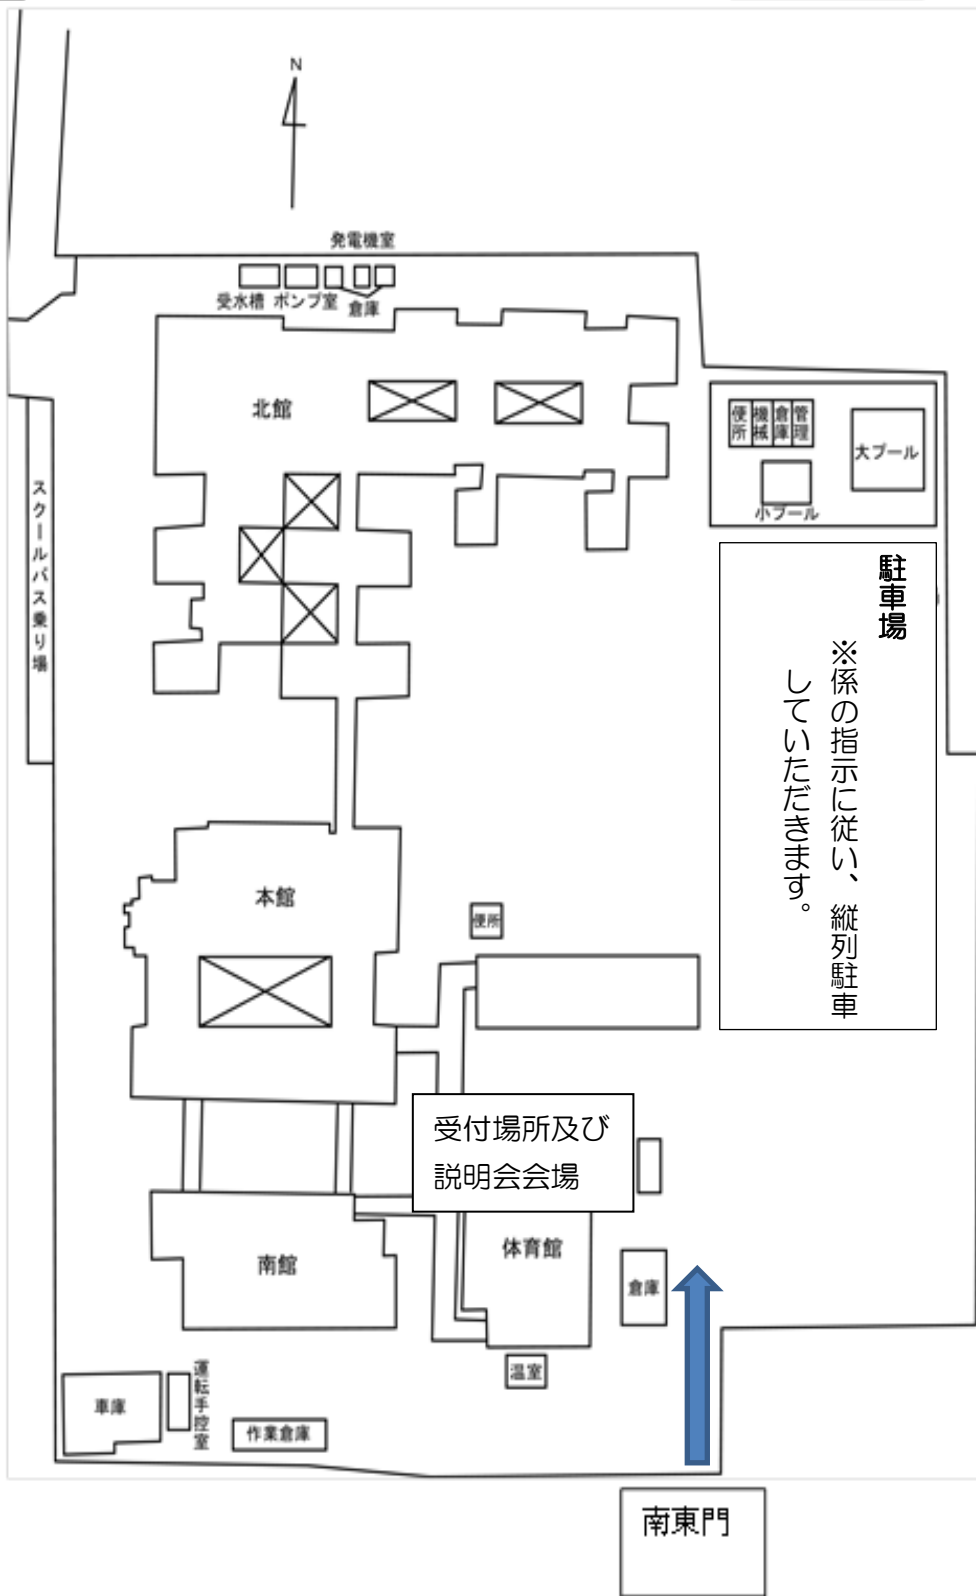 N
発電機室
受水槽 ポンプ室
倉庫
北館
便所
機械
倉庫
管理
大プール
小プール
スクールバス乗り場
駐車場
※係の指示に従い、縦列駐車
していただきます。
本館
便所
受付場所及び
説明会会場
体育館
南館
倉庫
温室
車庫
運転手控室
作業倉庫
南東門